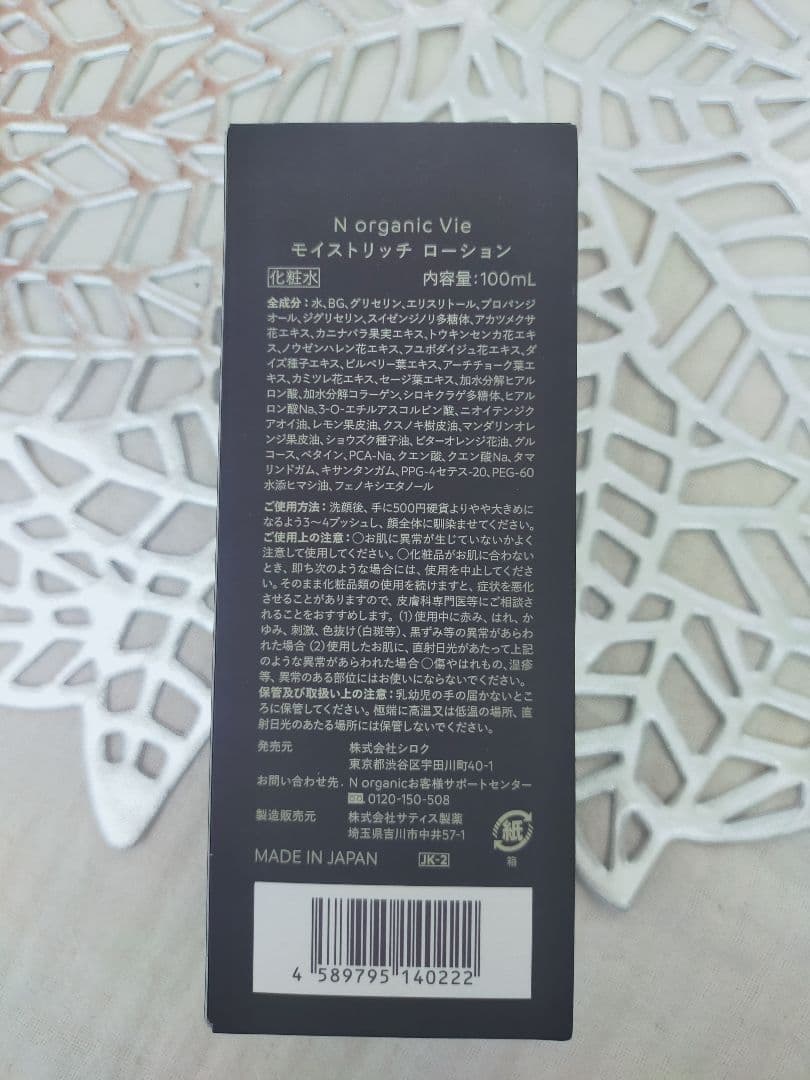 N organic Vie
モイストリッチ ローション
化粧水 内容量:100mL
全成分:水、BG、グリセリン、エリスリトール、プロパンジ
オール、ジグリセリン、スイゼンジノリ多糖体、アカツメクサ
花エキス、カニナバラ果実エキス、トウキンセンカ花エキ
ス、ノウゼンハレン花エキス、フユボダイジュ花エキス、ダ
イズ種子エキス、ビルベリー葉エキス、アーチチョーク葉エ
キス、カミツレ花エキス、セージ葉エキス、加水分解ヒアル
ロン酸、加水分解コラーゲン、シロキクラゲ多糖体、ヒアル
ロン酸Na、3-O-エチルアスコルビン酸、ニオイテンジク
アオイ油、レモン果皮油、クスノキ樹皮油、マンダリンオレ
ンジ果皮油、ショウズク種子油、ビターオレンジ花油、グル
コース、ベタイン、PCA-Na、クエン酸、クエン酸Na、タマ
リンドガム、キサンタンガム、PPG-4セテス-20、PEG-60
水添ヒマシ油、フェノキシエタノール
ご使用方法:洗顔後、手に500円硬貨よりやや大きめに
なるよう3〜4プッシュし、顔全体に馴染ませてください。
ご使用上の注意:○お肌に異常が生じていないかよく
注意して使用してください。○化粧品がお肌に合わない
とき、即ち次のような場合には、使用を中止してくださ
い。そのまま化粧品類の使用を続けますと、症状を悪化
させることがありますので、皮膚科専門医等にご相談さ
れることをおすすめします。(1)使用中に赤み、はれ、か
ゆみ、刺激、色抜け(白斑等)、黒ずみ等の異常があらわ
れた場合 (2)使用したお肌に、直射日光があたって上記
のような異常があらわれた場合 ○傷やはれもの、湿疹
等、異常のある部位にはお使いにならないでください。
保管及び取扱い上の注意:乳幼児の手の届かないとこ
ろに保管してください。極端に高温又は低温の場所、直
射日光のあたる場所には保管しないでください。
発売元 株式会社シロク
東京都渋谷区宇田川町40-1
お問い合わせ先. N organicお客様サポートセンター
0120-150-508
製造販売元 株式会社サティス製薬
埼玉県吉川市中井57-1
紙
箱
MADE IN JAPAN JK-2
4 589795 140222